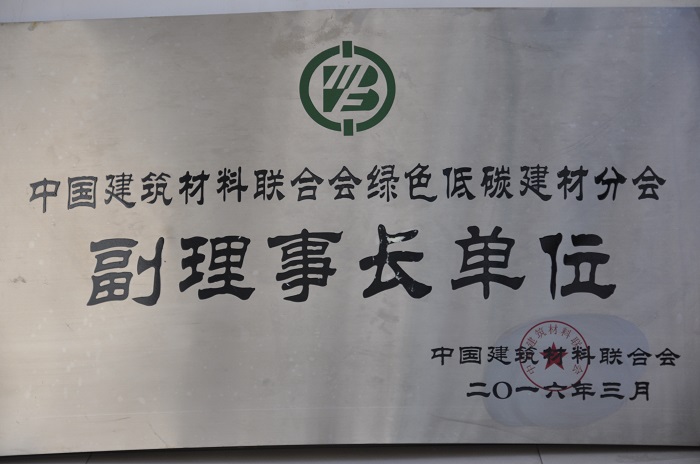 中国建筑材料联合会绿色低碳建材分会
副理事长单位
中国建筑材料联合会
二〇一六年三月